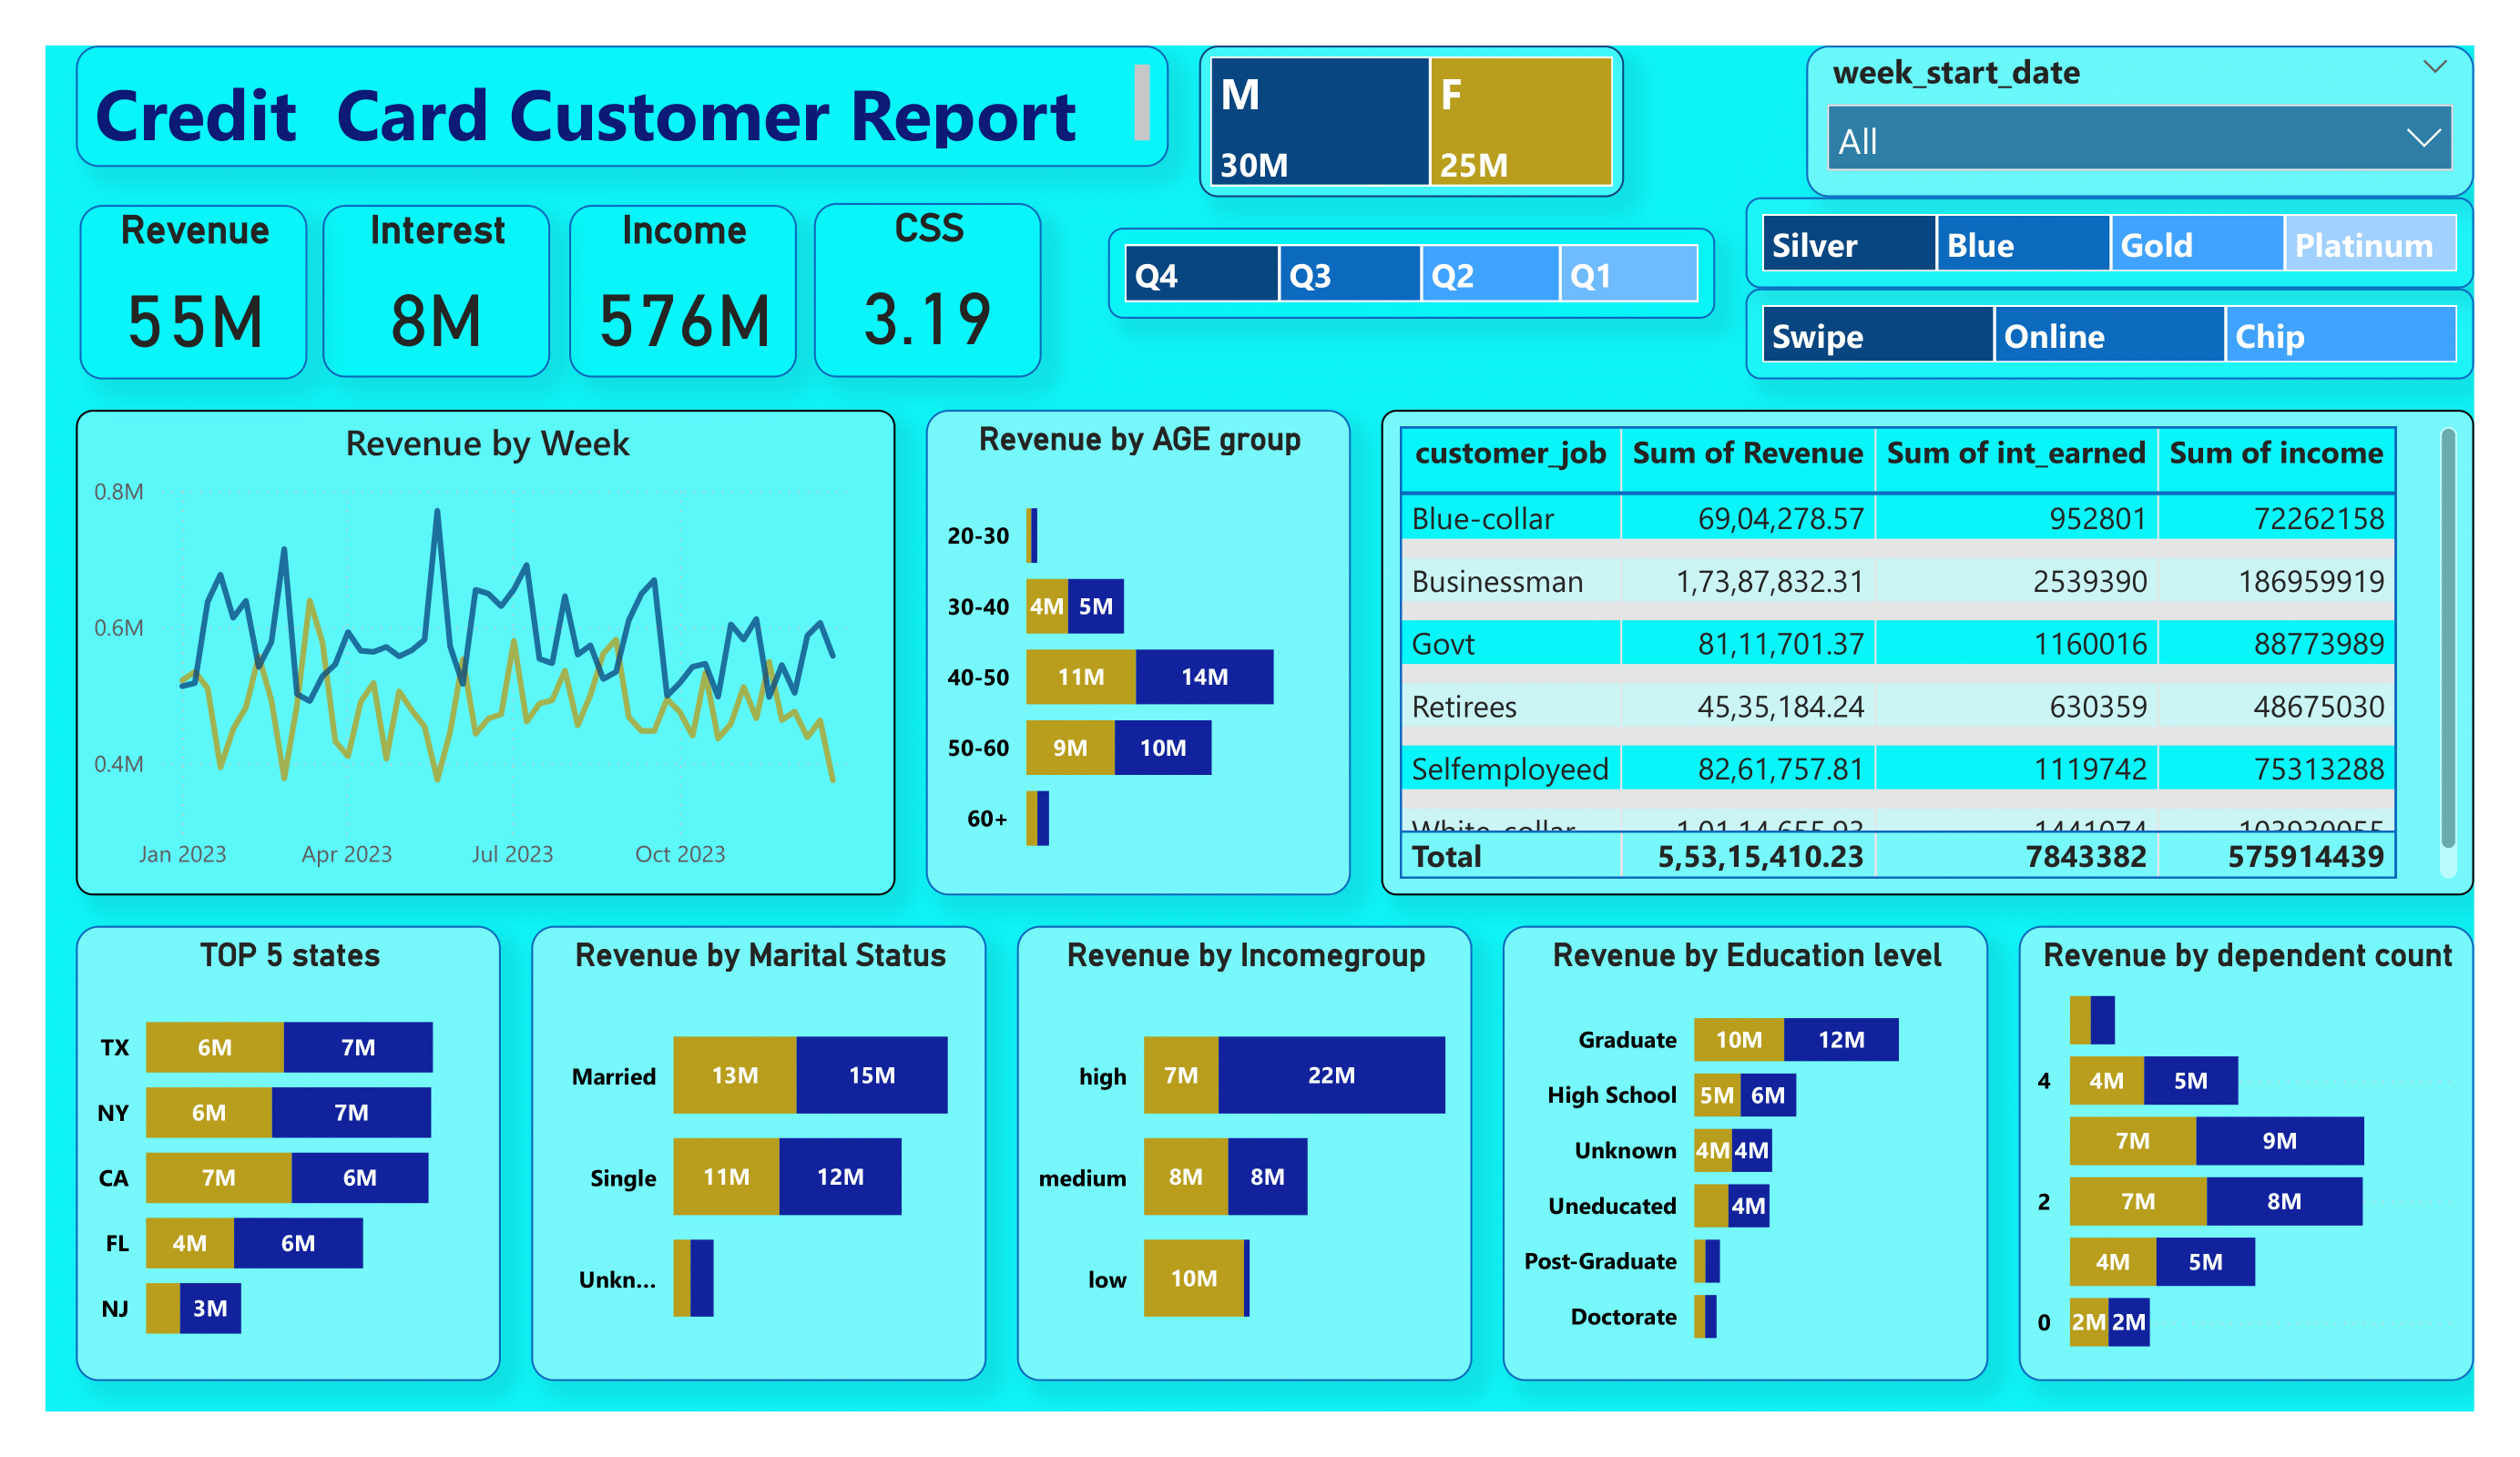 Credit Card Customer Report
M
30M
F
25M
week_start_date
All
Revenue
55M
Interest
8M
Income
576M
CSS
3.19
Q4 Q3 Q2 Q1
Silver Blue Gold Platinum
Swipe Online Chip
Revenue by Week
0.8M
0.6M
0.4M
Jan 2023 Apr 2023 Jul 2023 Oct 2023
Revenue by AGE group
20-30
30-40 4M 5M
40-50 11M 14M
50-60 9M 10M
60+
customer_job Sum of Revenue Sum of int_earned Sum of income
Blue-collar 69,04,278.57 952801 72262158
Businessman 1,73,87,832.31 2539390 186959919
Govt 81,11,701.37 1160016 88773989
Retirees 45,35,184.24 630359 48675030
Selfemployeed 82,61,757.81 1119742 75313288
White-collar 1,01,14,655.93 1441074 103930055
Total 5,53,15,410.23 7843382 575914439
TOP 5 states
TX 6M 7M
NY 6M 7M
CA 7M 6M
FL 4M 6M
NJ 3M
Revenue by Marital Status
Married 13M 15M
Single 11M 12M
Unkn...
Revenue by Incomegroup
high 7M 22M
medium 8M 8M
low 10M
Revenue by Education level
Graduate 10M 12M
High School 5M 6M
Unknown 4M 4M
Uneducated 4M
Post-Graduate
Doctorate
Revenue by dependent count
4 4M 5M
7M 9M
2 7M 8M
4M 5M
0 2M 2M